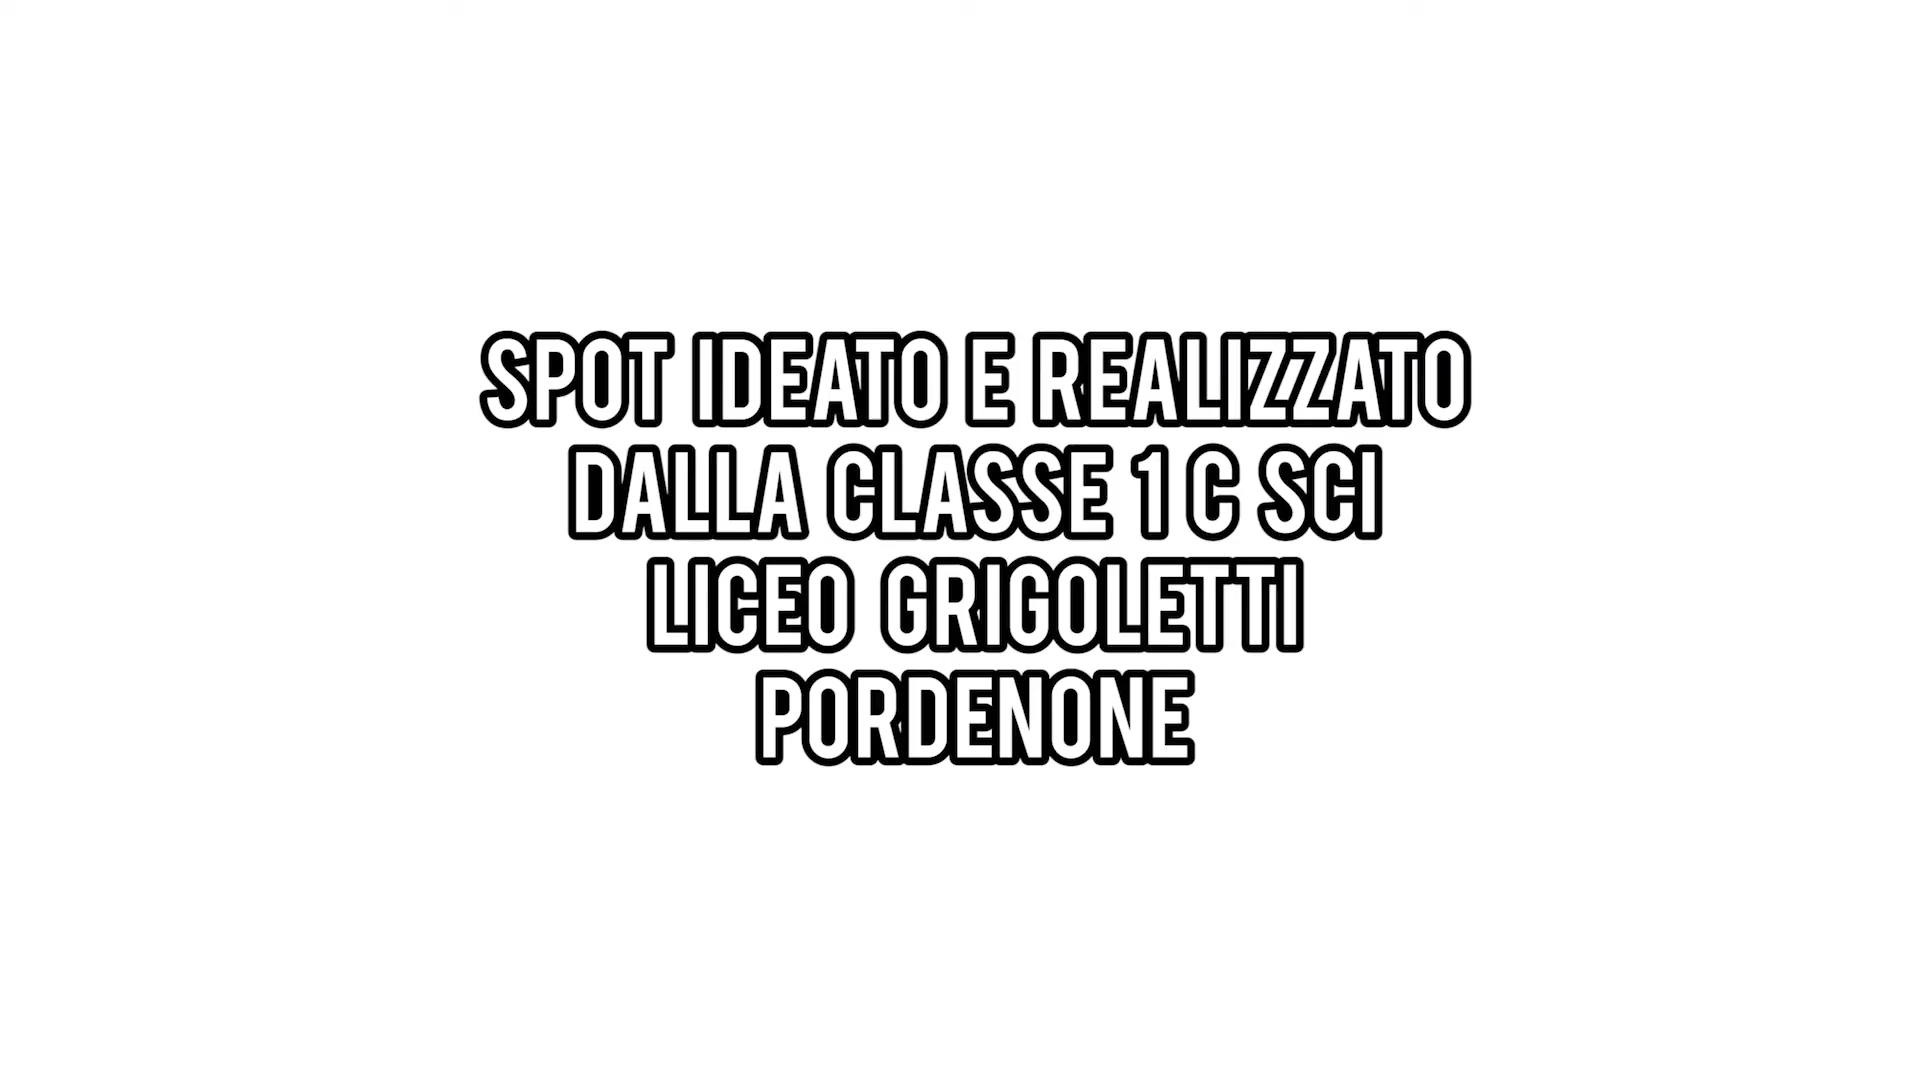 SPOT IDEATO E REALIZZATO
DALLA CLASSE 1 C SCI
LICEO GRIGOLETTI
PORDENONE